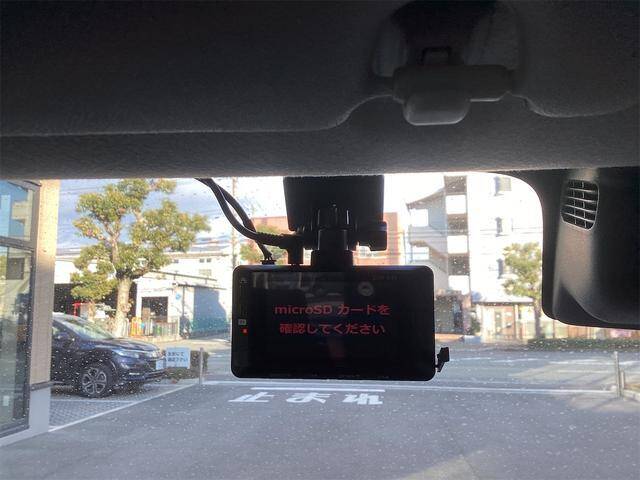 microSD カードを
確認してください
止まれ